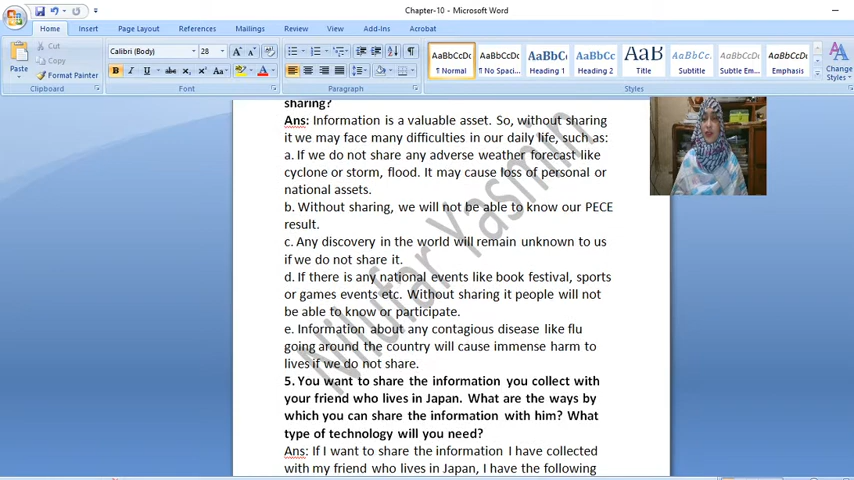 Chapter-10 - Microsoft Word
Home Insert Page Layout References Mailings Review View Add-Ins Acrobat
Paste
Cut
Copy
Format Painter
Clipboard
Calibri (Body) 28
B I U abc x₂ x² Aa
Font
Paragraph
AaBbCcDd AaBbCcDd AaBbC AaBbCc AaB AaBbCc. AaBbCcDd AaBbCcDd
¶ Normal ¶ No Spaci... Heading 1 Heading 2 Title Subtitle Subtle Em... Emphasis
Change
Styles
Styles
sharing?
Ans: Information is a valuable asset. So, without sharing
it we may face many difficulties in our daily life, such as:
a. If we do not share any adverse weather forecast like
cyclone or storm, flood. It may cause loss of personal or
national assets.
b. Without sharing, we will not be able to know our PECE
result.
c. Any discovery in the world will remain unknown to us
if we do not share it.
d. If there is any national events like book festival, sports
or games events etc. Without sharing it people will not
be able to know or participate.
e. Information about any contagious disease like flu
going around the country will cause immense harm to
lives if we do not share.
5. You want to share the information you collect with
your friend who lives in Japan. What are the ways by
which you can share the information with him? What
type of technology will you need?
Ans: If I want to share the information I have collected
with my friend who lives in Japan, I have the following
Nilufar Yasmin